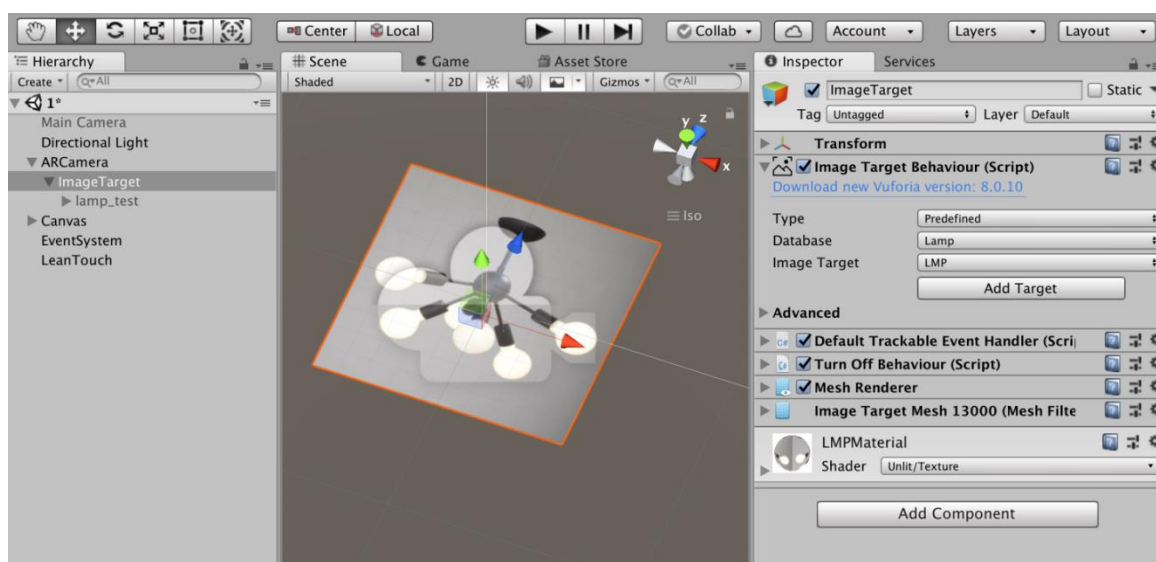 Center Local Collab Account Layers Layout
Hierarchy
Create All
1*
Main Camera
Directional Light
ARCamera
ImageTarget
lamp_test
Canvas
EventSystem
LeanTouch
Scene Game Asset Store
Shaded 2D Gizmos All
y z
x
Iso
Inspector Services
ImageTarget Static
Tag Untagged Layer Default
Transform
Image Target Behaviour (Script)
Download new Vuforia version: 8.0.10
Type Predefined
Database Lamp
Image Target LMP
Add Target
Advanced
C# Default Trackable Event Handler (Scri
C# Turn Off Behaviour (Script)
Mesh Renderer
Image Target Mesh 13000 (Mesh Filte
LMPMaterial
Shader Unlit/Texture
Add Component